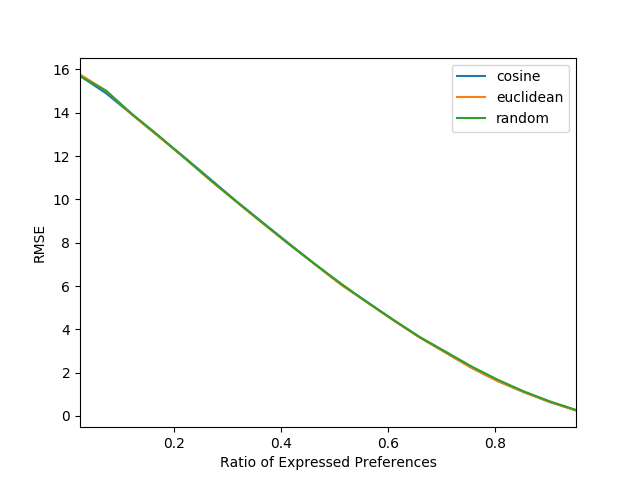 cosine
euclidean
random
16
14
12
10
8
6
4
2
0
RMSE
0.2 0.4 0.6 0.8
Ratio of Expressed Preferences